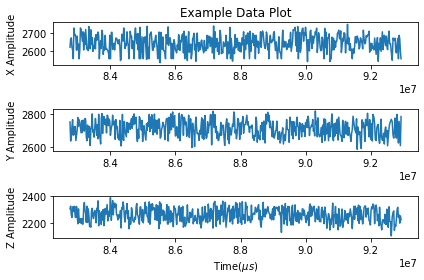 Example Data Plot
X Amplitude
2700
2600
8.4 8.6 8.8 9.0 9.2
1e7
Y Amplitude
2800
2600
8.4 8.6 8.8 9.0 9.2
1e7
Z Amplitude
2400
2200
8.4 8.6 8.8 9.0 9.2
1e7
Time(μs)